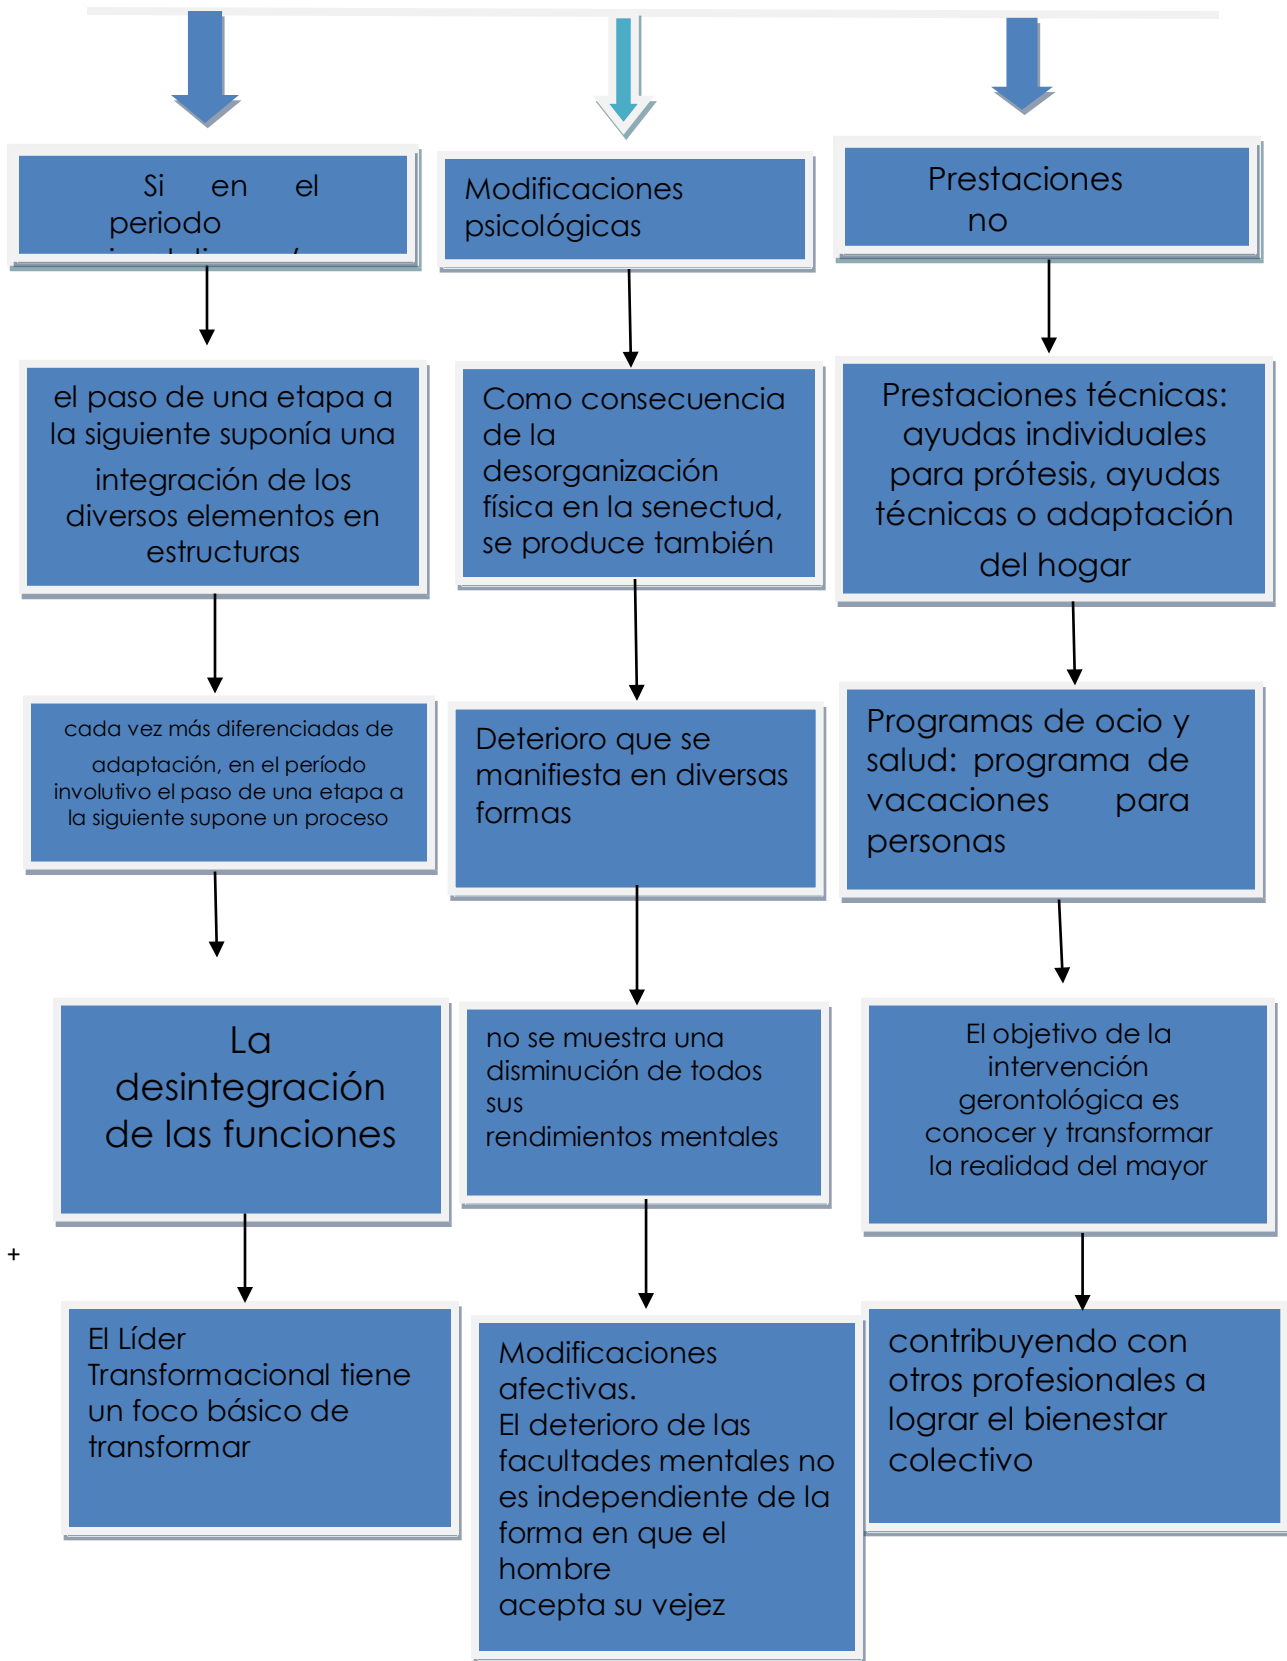 Si en el
periodo
el paso de una etapa a
la siguiente suponía una
integración de los
diversos elementos en
estructuras
cada vez más diferenciadas de
adaptación, en el período
involutivo el paso de una etapa a
la siguiente supone un proceso
La
desintegración
de las funciones
+
El Líder
Transformacional tiene
un foco básico de
transformar
Modificaciones
psicológicas
Como consecuencia
de la
desorganización
física en la senectud,
se produce también
Deterioro que se
manifiesta en diversas
formas
no se muestra una
disminución de todos
sus
rendimientos mentales
Modificaciones
afectivas.
El deterioro de las
facultades mentales no
es independiente de la
forma en que el
hombre
acepta su vejez
Prestaciones
no
Prestaciones técnicas:
ayudas individuales
para prótesis, ayudas
técnicas o adaptación
del hogar
Programas de ocio y
salud: programa de
vacaciones para
personas
El objetivo de la
intervención
gerontológica es
conocer y transformar
la realidad del mayor
contribuyendo con
otros profesionales a
lograr el bienestar
colectivo